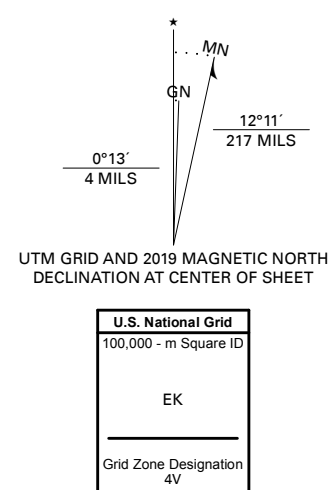 ★
MN
GN
12°11´
217 MILS
0°13´
4 MILS
UTM GRID AND 2019 MAGNETIC NORTH
DECLINATION AT CENTER OF SHEET
U.S. National Grid
100,000 - m Square ID
EK
Grid Zone Designation
4V